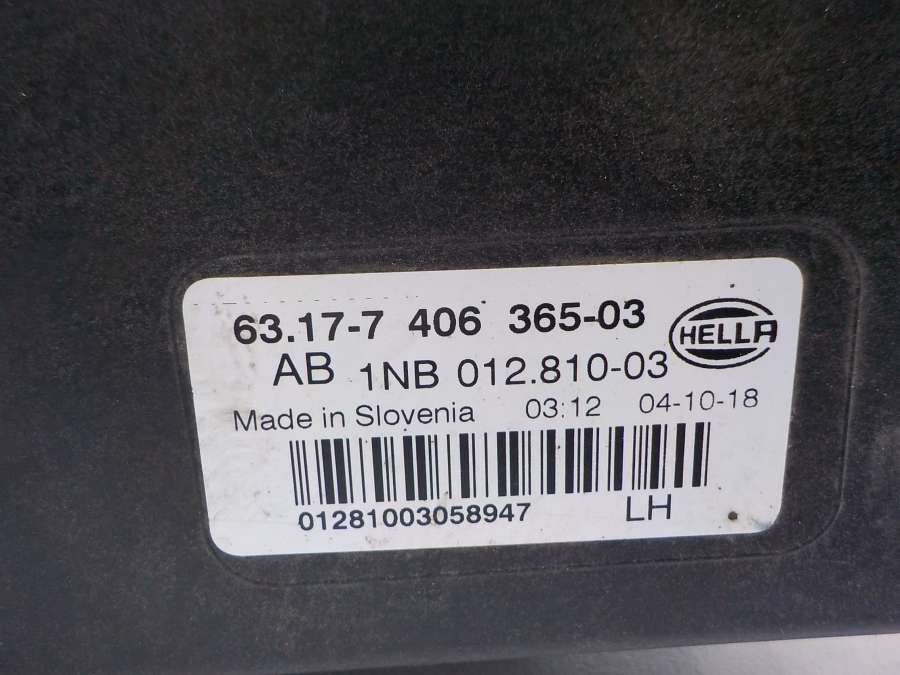 63.17-7 406 365-03
HELLA
AB 1NB 012.810-03
Made in Slovenia 03:12 04-10-18
01281003058947 LH